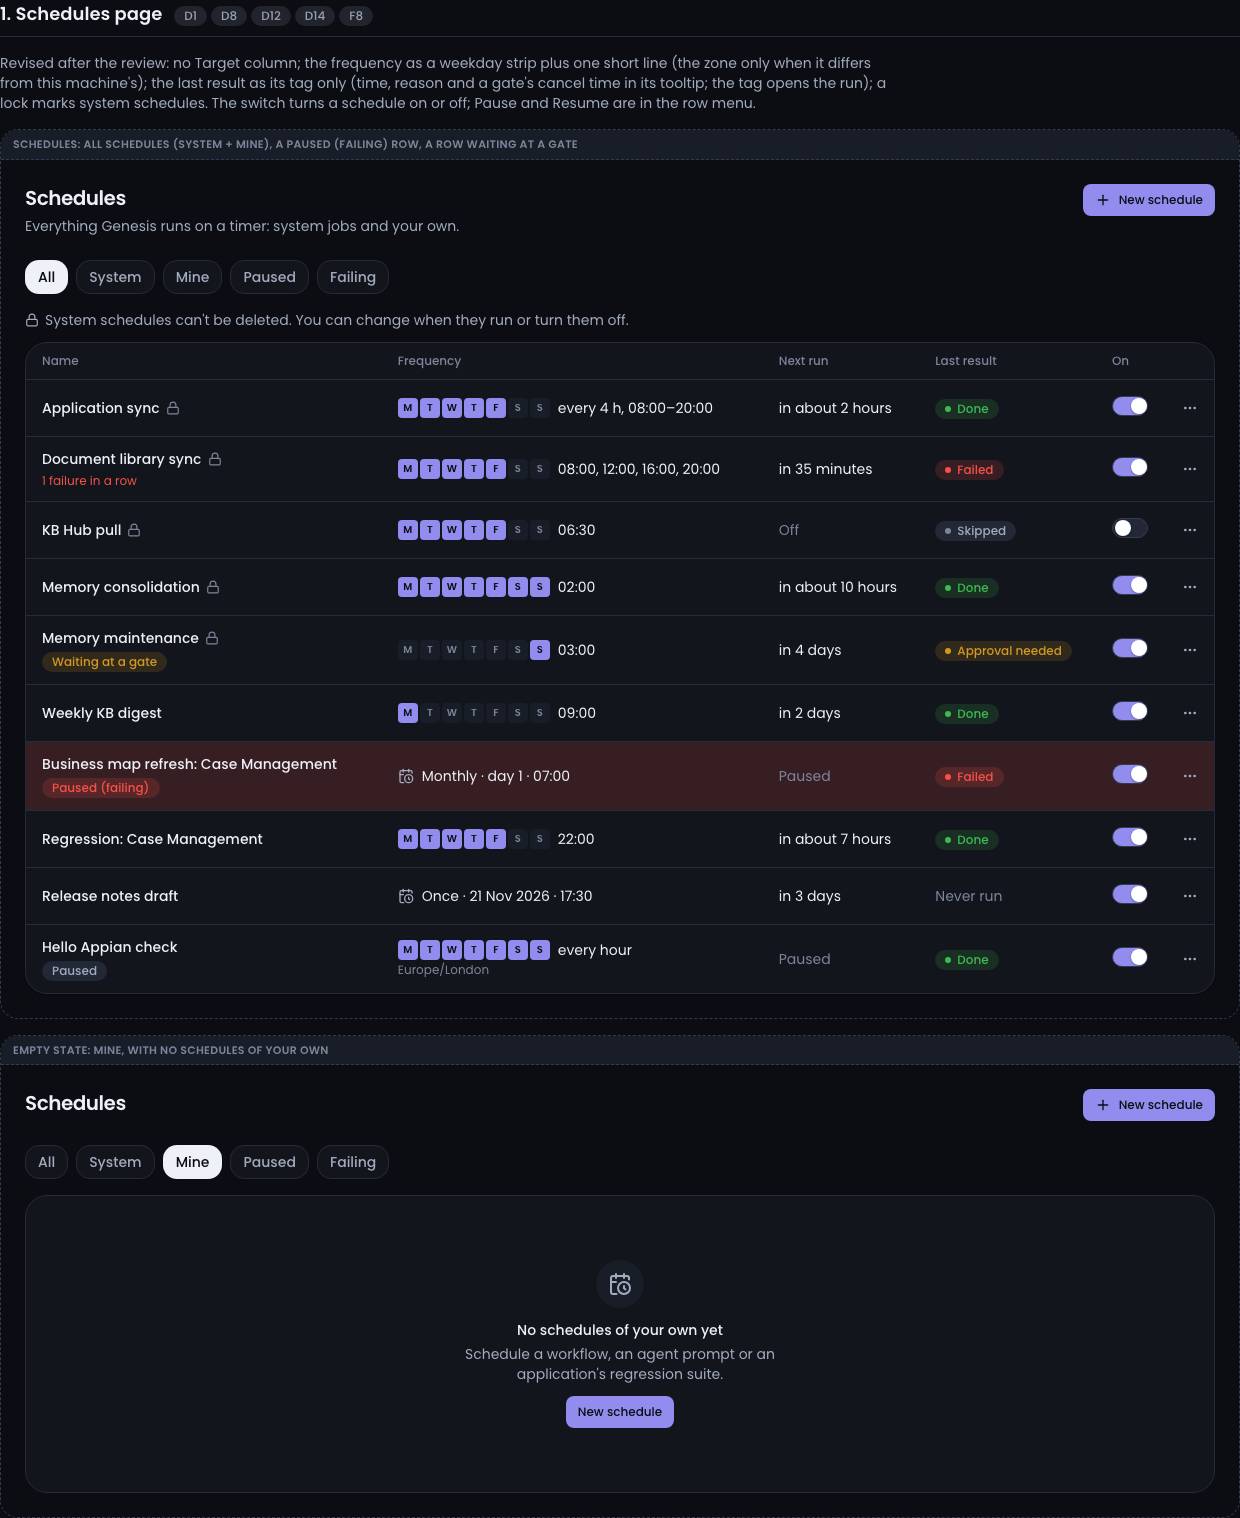 1. Schedules page D1 D8 D12 D14 F8
Revised after the review: no Target column; the frequency as a weekday strip plus one short line (the zone only when it differs
from this machine's); the last result as its tag only (time, reason and a gate's cancel time in its tooltip; the tag opens the run); a
lock marks system schedules. The switch turns a schedule on or off; Pause and Resume are in the row menu.
SCHEDULES: ALL SCHEDULES (SYSTEM + MINE), A PAUSED (FAILING) ROW, A ROW WAITING AT A GATE
Schedules
New schedule
Everything Genesis runs on a timer: system jobs and your own.
All System Mine Paused Failing
System schedules can't be deleted. You can change when they run or turn them off.
Name Frequency Next run Last result On
Application sync M T W T F S S every 4 h, 08:00–20:00 in about 2 hours Done
Document library sync M T W T F S S 08:00, 12:00, 16:00, 20:00 in 35 minutes Failed
1 failure in a row
KB Hub pull M T W T F S S 06:30 Off Skipped
Memory consolidation M T W T F S S 02:00 in about 10 hours Done
Memory maintenance M T W T F S S 03:00 in 4 days Approval needed
Waiting at a gate
Weekly KB digest M T W T F S S 09:00 in 2 days Done
Business map refresh: Case Management Monthly · day 1 · 07:00 Paused Failed
Paused (failing)
Regression: Case Management M T W T F S S 22:00 in about 7 hours Done
Release notes draft Once · 21 Nov 2026 · 17:30 in 3 days Never run
Hello Appian check M T W T F S S every hour Paused Done
Paused Europe/London
EMPTY STATE: MINE, WITH NO SCHEDULES OF YOUR OWN
Schedules
New schedule
All System Mine Paused Failing
No schedules of your own yet
Schedule a workflow, an agent prompt or an
application's regression suite.
New schedule